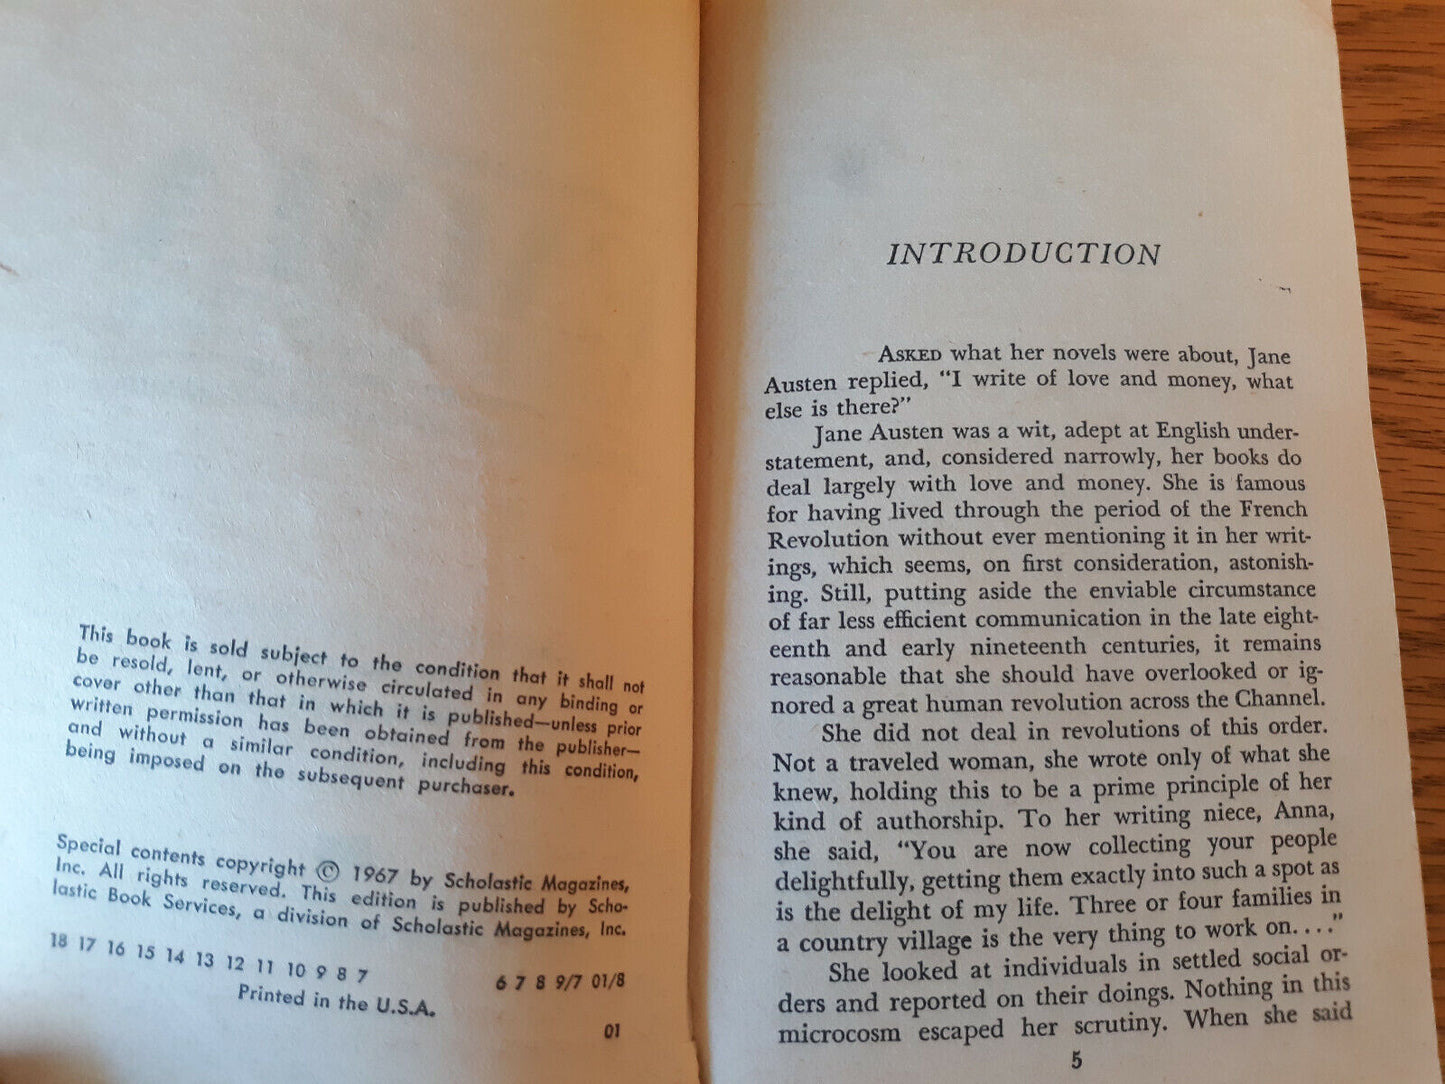 This book is sold subject to the condition that it shall not
be resold, lent, or otherwise circulated in any binding or
cover other than that in which it is published—unless prior
written permission has been obtained from the publisher—
and without a similar condition, including this condition,
being imposed on the subsequent purchaser.
Special contents copyright © 1967 by Scholastic Magazines,
Inc. All rights reserved. This edition is published by Scho-
lastic Book Services, a division of Scholastic Magazines, Inc.
18 17 16 15 14 13 12 11 10 9 8 7
6 7 8 9/7 01/8
Printed in the U.S.A.
01
INTRODUCTION
ASKED what her novels were about, Jane
Austen replied, “I write of love and money, what
else is there?”
Jane Austen was a wit, adept at English under-
statement, and, considered narrowly, her books do
deal largely with love and money. She is famous
for having lived through the period of the French
Revolution without ever mentioning it in her writ-
ings, which seems, on first consideration, astonish-
ing. Still, putting aside the enviable circumstance
of far less efficient communication in the late eight-
eenth and early nineteenth centuries, it remains
reasonable that she should have overlooked or ig-
nored a great human revolution across the Channel.
She did not deal in revolutions of this order.
Not a traveled woman, she wrote only of what she
knew, holding this to be a prime principle of her
kind of authorship. To her writing niece, Anna,
she said, “You are now collecting your people
delightfully, getting them exactly into such a spot as
is the delight of my life. Three or four families in
a country village is the very thing to work on. . . .”
She looked at individuals in settled social or-
ders and reported on their doings. Nothing in this
microcosm escaped her scrutiny. When she said
5